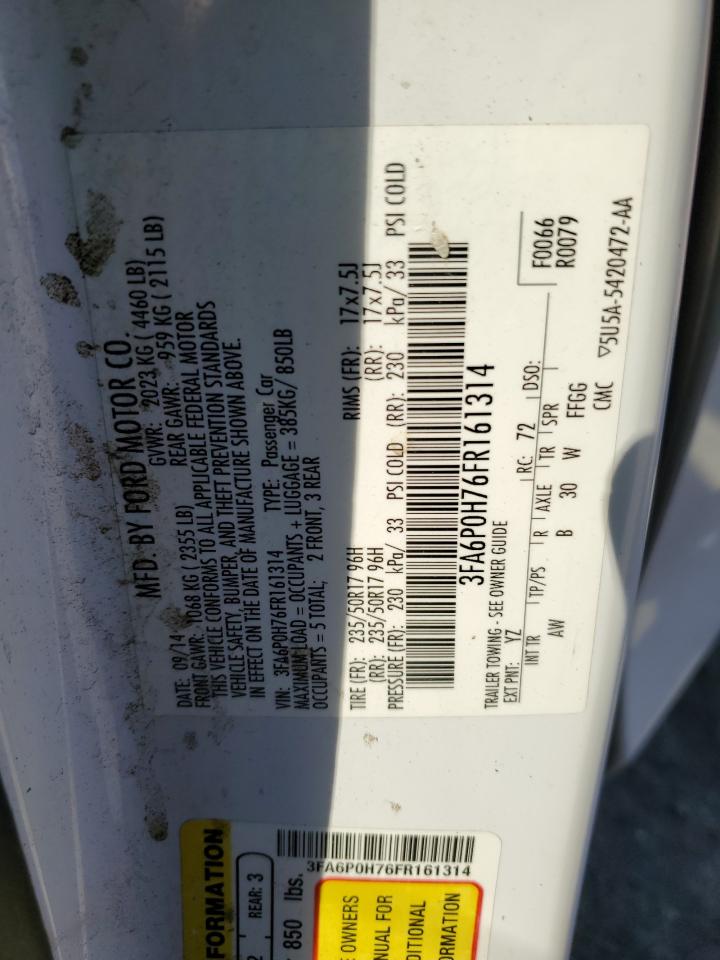 MFD. BY FORD MOTOR CO.
DATE: 09/14 GVWR: 2023 KG ( 4460 LB)
FRONT GAWR: 1068 KG ( 2355 LB) REAR GAWR: 959 KG ( 2115 LB)
THIS VEHICLE CONFORMS TO ALL APPLICABLE FEDERAL MOTOR
VEHICLE SAFETY, BUMPER, AND THEFT PREVENTION STANDARDS
IN EFFECT ON THE DATE OF MANUFACTURE SHOWN ABOVE.
VIN: 3FA6P0H76FR161314 TYPE: Passenger Car
MAXIMUM LOAD = OCCUPANTS + LUGGAGE = 385KG/ 850LB
OCCUPANTS = 5 TOTAL; 2 FRONT, 3 REAR
TIRE (FR): 235/50R17 96H RIMS (FR): 17x7.5J
(RR): 235/50R17 96H (RR): 17x7.5J
PRESSURE (FR): 230 kPa/ 33 PSI COLD (RR): 230 kPa/ 33 PSI COLD
3FA6P0H76FR161314
TRAILER TOWING - SEE OWNER GUIDE
F0066
R0079
EXT PNT: YZ RC: 72 DSO:
INT TR TP/PS R AXLE TR SPR
AW B 30 W FFGG
CMC
▽5U5A-5420472-AA
FORMATION
2 REAR: 3
850 lbs.
3FA6P0H76FR161314
OWNERS
NUAL FOR
DITIONAL
ORMATION